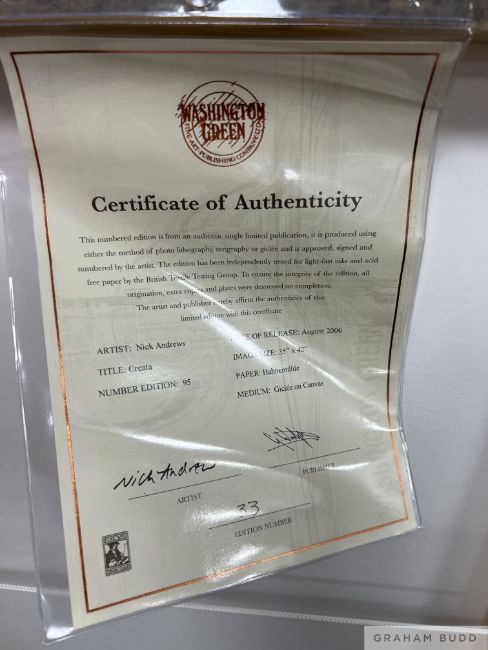 WASHINGTON
GREEN
FINE ART PUBLISHING COMPANY LTD
Certificate of Authenticity
This numbered edition is from an authentic single limited publication, it is produced using
either the method of photo lithography, serigraphy or giclée and is approved, signed and
numbered by the artist. The edition has been independently tested for light-fast inks and acid
free paper by the British Textile Testing Group. To ensure the integrity of the edition, all
origination, extra copies and plates were destroyed on completion.
The artist and publisher hereby affirm the authenticity of this
limited edition with this certificate
ARTIST: Nick Andrews
TITLE: Creata
NUMBER EDITION: 95
DATE OF RELEASE: August 2006
IMAGE SIZE: 35" x 42"
PAPER: Hahnemühle
MEDIUM: Giclée on Canvas
Nick Andrews
ARTIST
PUBLISHER
33
EDITION NUMBER
GRAHAM BUDD